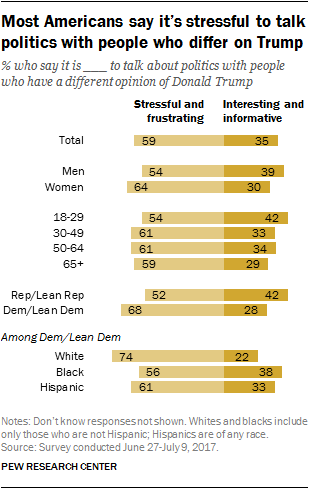 Most Americans say it's stressful to talk
politics with people who differ on Trump
% who say it is ___ to talk about politics with people
who have a different opinion of Donald Trump
Stressful and frustrating Interesting and informative
Total 59 35
Men 54 39
Women 64 30
18-29 54 42
30-49 61 33
50-64 61 34
65+ 59 29
Rep/Lean Rep 52 42
Dem/Lean Dem 68 28
Among Dem/Lean Dem
White 74 22
Black 56 38
Hispanic 61 33
Notes: Don't know responses not shown. Whites and blacks include
only those who are not Hispanic; Hispanics are of any race.
Source: Survey conducted June 27-July 9, 2017.
PEW RESEARCH CENTER